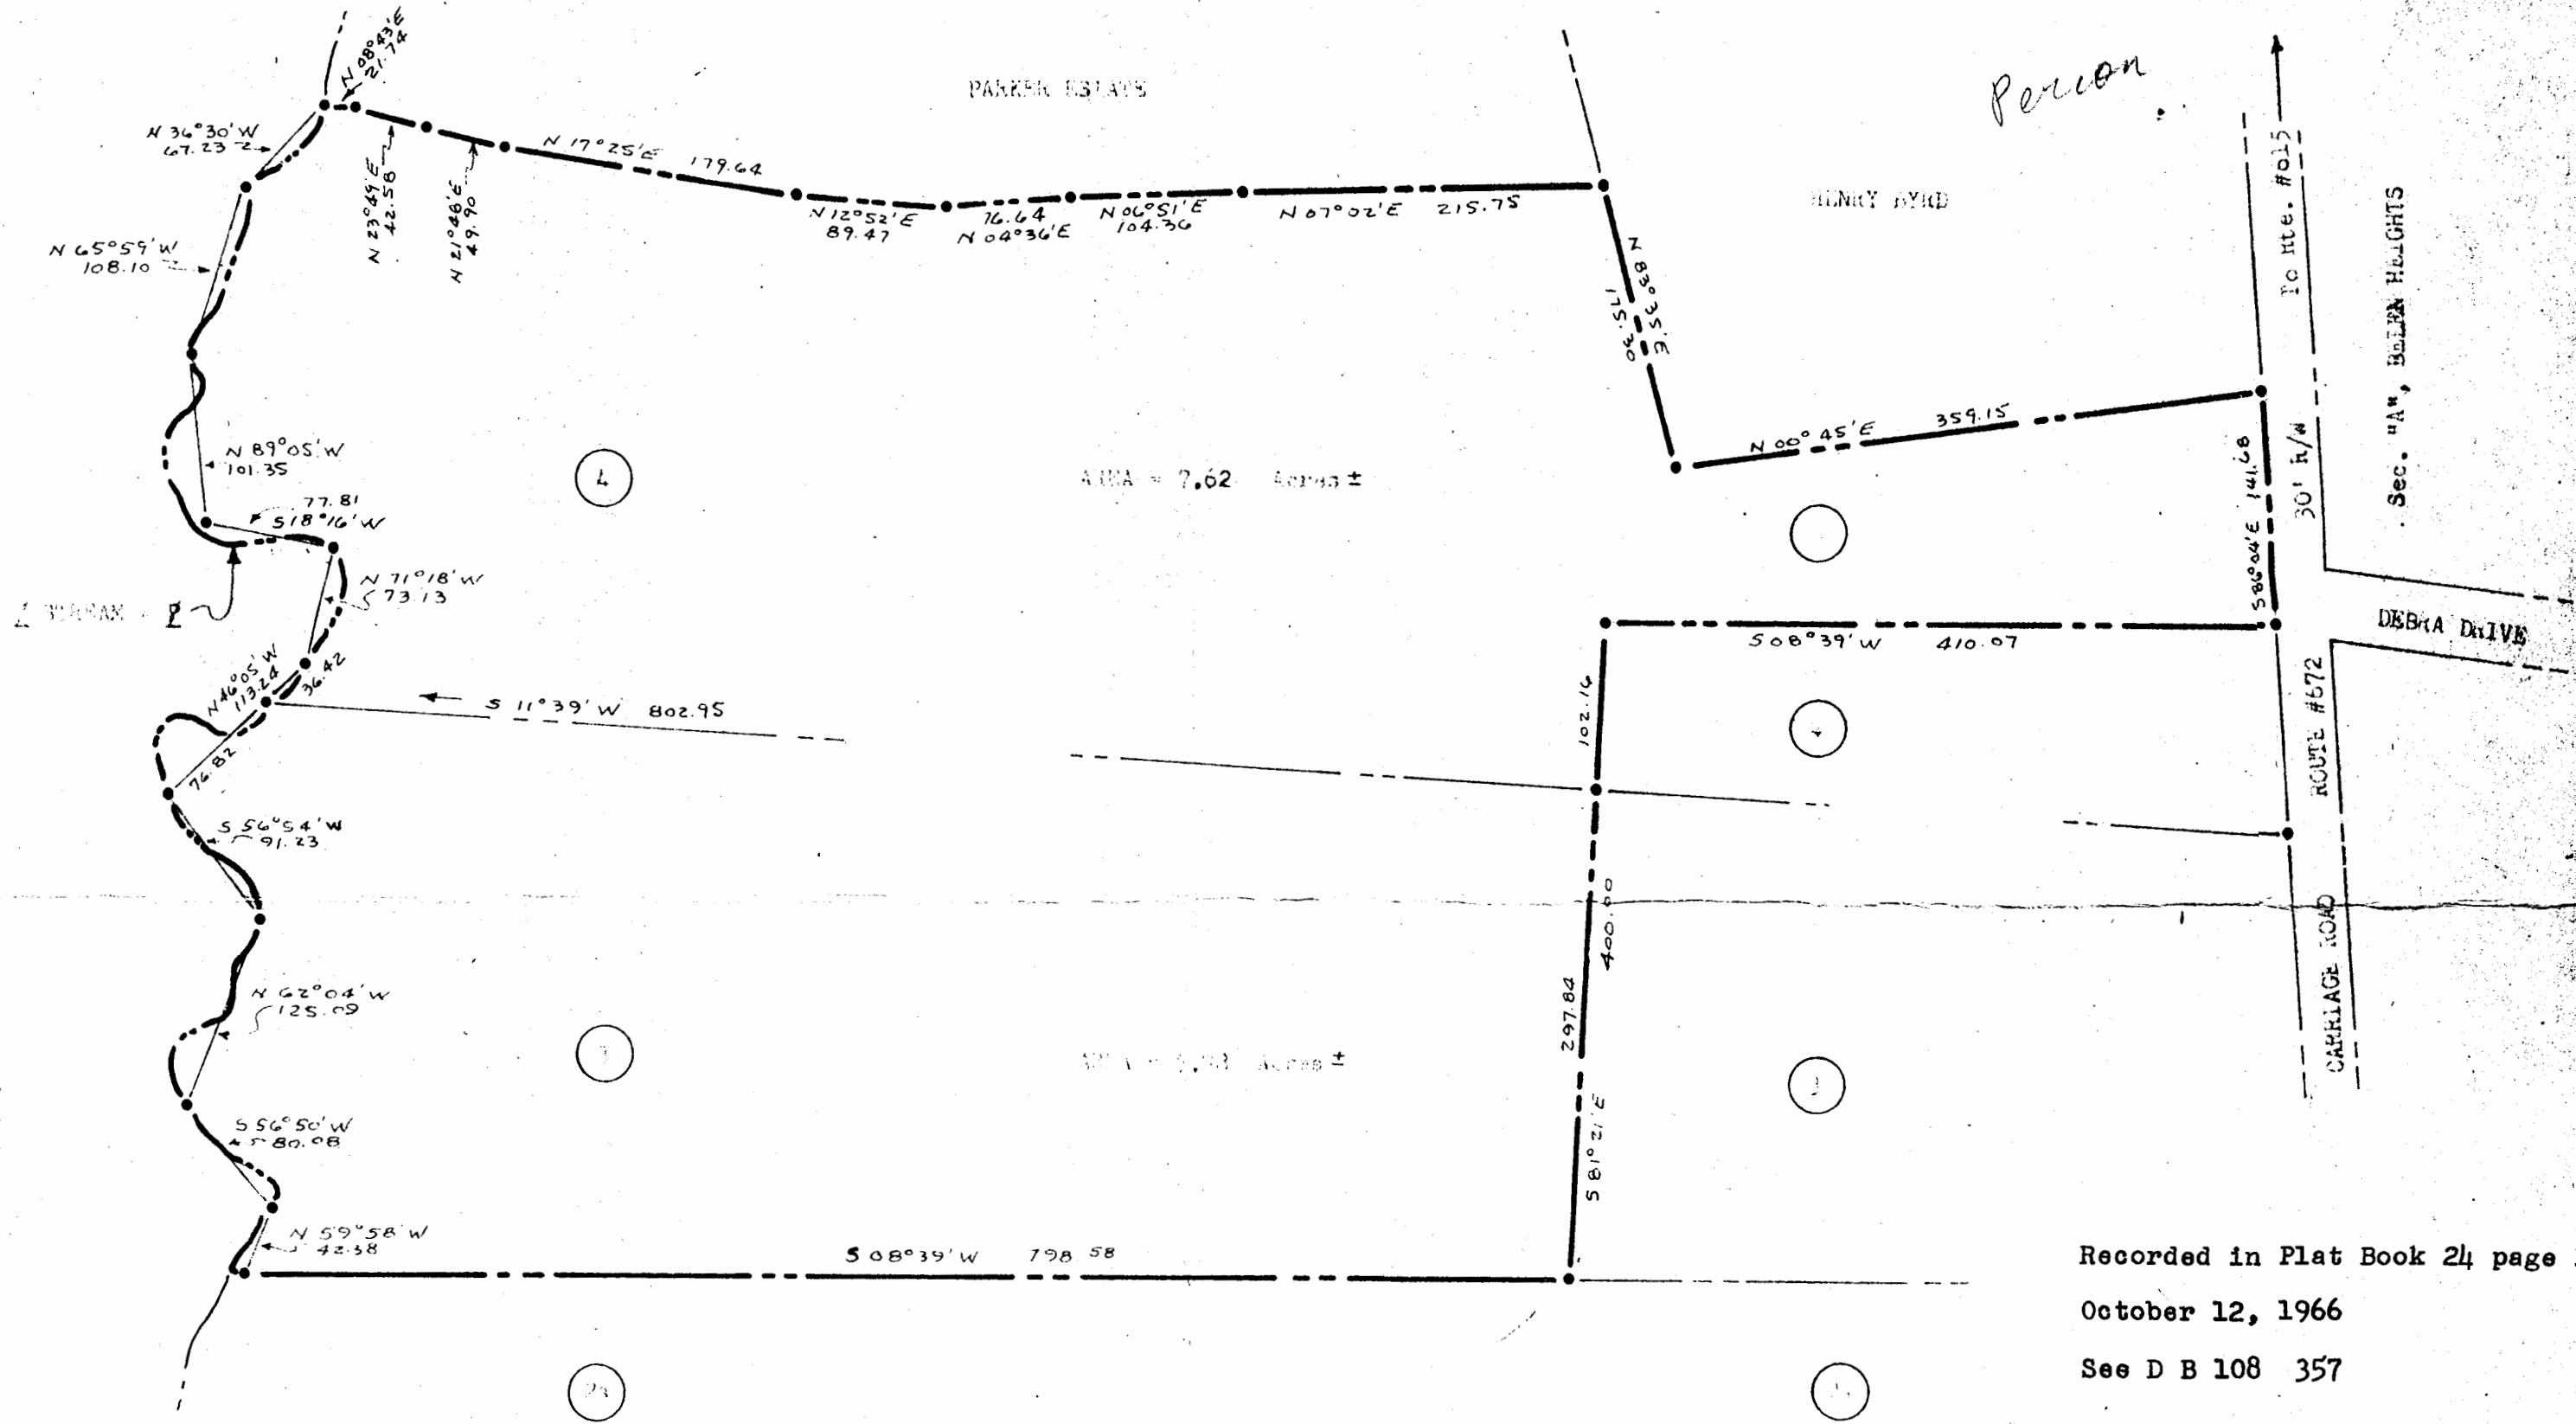 N 08°43'E
21.74
PARKER ESTATE
N 36°30'W
67.23
N 23°49'E
42.58
N 21°48'E
49.90
N 17°25'E 179.64
N 12°52'E
89.47
76.64
N 04°36'E
N 06°51'E
104.36
N 07°02'E 215.75
HENRY BYRD
N 83°35'E
175.30
To Rte. #615
30' R/W
Sec. "A", BELEN HEIGHTS
N 65°59'W
108.10
N 00°45'E 359.15
S 86°04'E 141.68
N 89°05'W
101.35
4
AREA = 7.62 Acres ±
77.81
S 18°16'W
N 71°18'W
73.13
STREAM
S 08°39'W 410.07
DEBRA DRIVE
N 46°05'W
113.24
36.42
76.82
S 11°39'W 802.95
102.16
ROUTE #672
S 56°54'W
91.23
400.00
297.84
S 81°21'E
CARRIAGE ROAD
N 62°04'W
125.09
3
Acres ±
S 56°50'W
80.08
N 59°58'W
42.38
S 08°39'W 798.58
Recorded in Plat Book 24 page
October 12, 1966
See D B 108 357